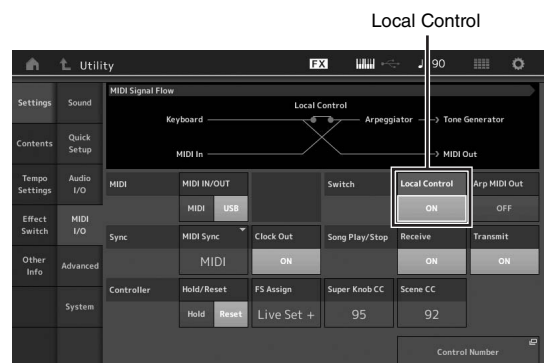 Local Control
Utility FX 90
Settings Sound
MIDI Signal Flow
Local Control
Keyboard Arpeggiator Tone Generator
MIDI In MIDI Out
Contents Quick Setup
Tempo Settings Audio I/O
MIDI MIDI IN/OUT Switch Local Control Arp MIDI Out
MIDI USB ON OFF
Effect Switch MIDI I/O
Sync MIDI Sync Clock Out Song Play/Stop Receive Transmit
MIDI ON ON ON
Other Info Advanced
Controller Hold/Reset FS Assign Super Knob CC Scene CC
Hold Reset Live Set + 95 92
System
Control Number